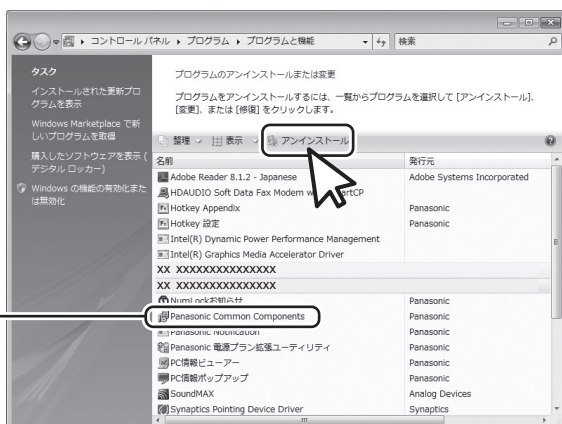 コントロール パネル ▸ プログラム ▸ プログラムと機能
検索
タスク
インストールされた更新プロ
グラムを表示
Windows Marketplace で新
しいプログラムを取得
購入したソフトウェアを表示 (
デジタル ロッカー)
Windows の機能の有効化また
は無効化
プログラムのアンインストールまたは変更
プログラムをアンインストールするには、一覧からプログラムを選択して [アンインストール]、
[変更]、または [修復] をクリックします。
整理 表示 アンインストール
名前 発行元
Adobe Reader 8.1.2 - Japanese Adobe Systems Incorporated
HDAUDIO Soft Data Fax Modem w artCP
Hotkey Appendix Panasonic
Hotkey 設定 Panasonic
Intel(R) Dynamic Power Performance Management
Intel(R) Graphics Media Accelerator Driver
XX XXXXXXXXXXXXXXX
XX XXXXXXXXXXXXXXX
NumLockお知らせ Panasonic
Panasonic Common Components Panasonic
Panasonic Notification Panasonic
Panasonic 電源プラン拡張ユーティリティ Panasonic
PC情報ビューアー Panasonic
PC情報ポップアップ Panasonic
SoundMAX Analog Devices
Synaptics Pointing Device Driver Synaptics